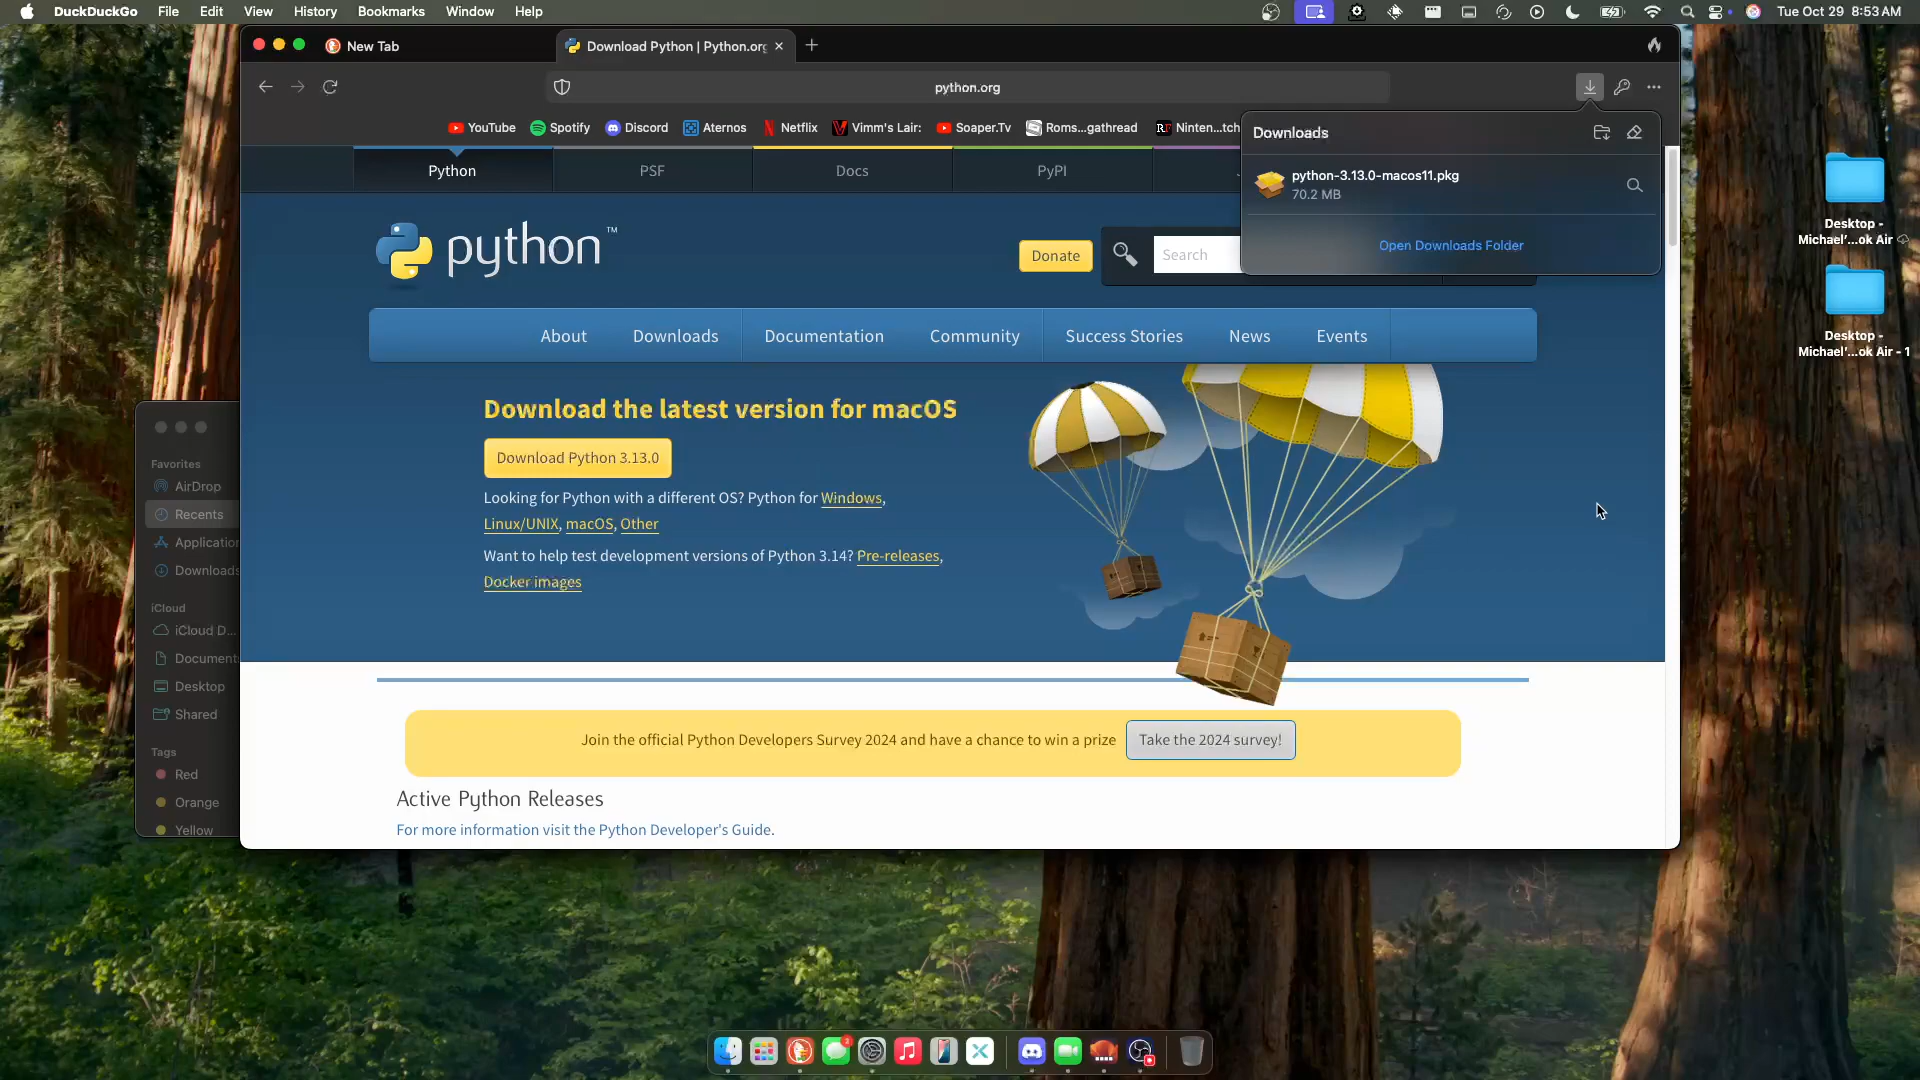 DuckDuckGo File Edit View History Bookmarks Window Help
Tue Oct 29 8:53 AM
New Tab
Download Python | Python.org
python.org
YouTube
Spotify
Discord
Aternos
Netflix
Vimm's Lair:
Soaper.Tv
Roms...gathread
Ninten...tch
Downloads
python-3.13.0-macos11.pkg
70.2 MB
Open Downloads Folder
Python
PSF
Docs
PyPI
python™
Donate
Search
About
Downloads
Documentation
Community
Success Stories
News
Events
Download the latest version for macOS
Download Python 3.13.0
Looking for Python with a different OS? Python for Windows,
Linux/UNIX, macOS, Other
Want to help test development versions of Python 3.14? Pre-releases,
Docker images
Join the official Python Developers Survey 2024 and have a chance to win a prize
Take the 2024 survey!
Active Python Releases
For more information visit the Python Developer's Guide.
Favorites
AirDrop
Recents
Application
Downloads
iCloud
iCloud D...
Document
Desktop
Shared
Tags
Red
Orange
Yellow
Desktop -
Michael'...ok Air
Desktop -
Michael'...ok Air - 1